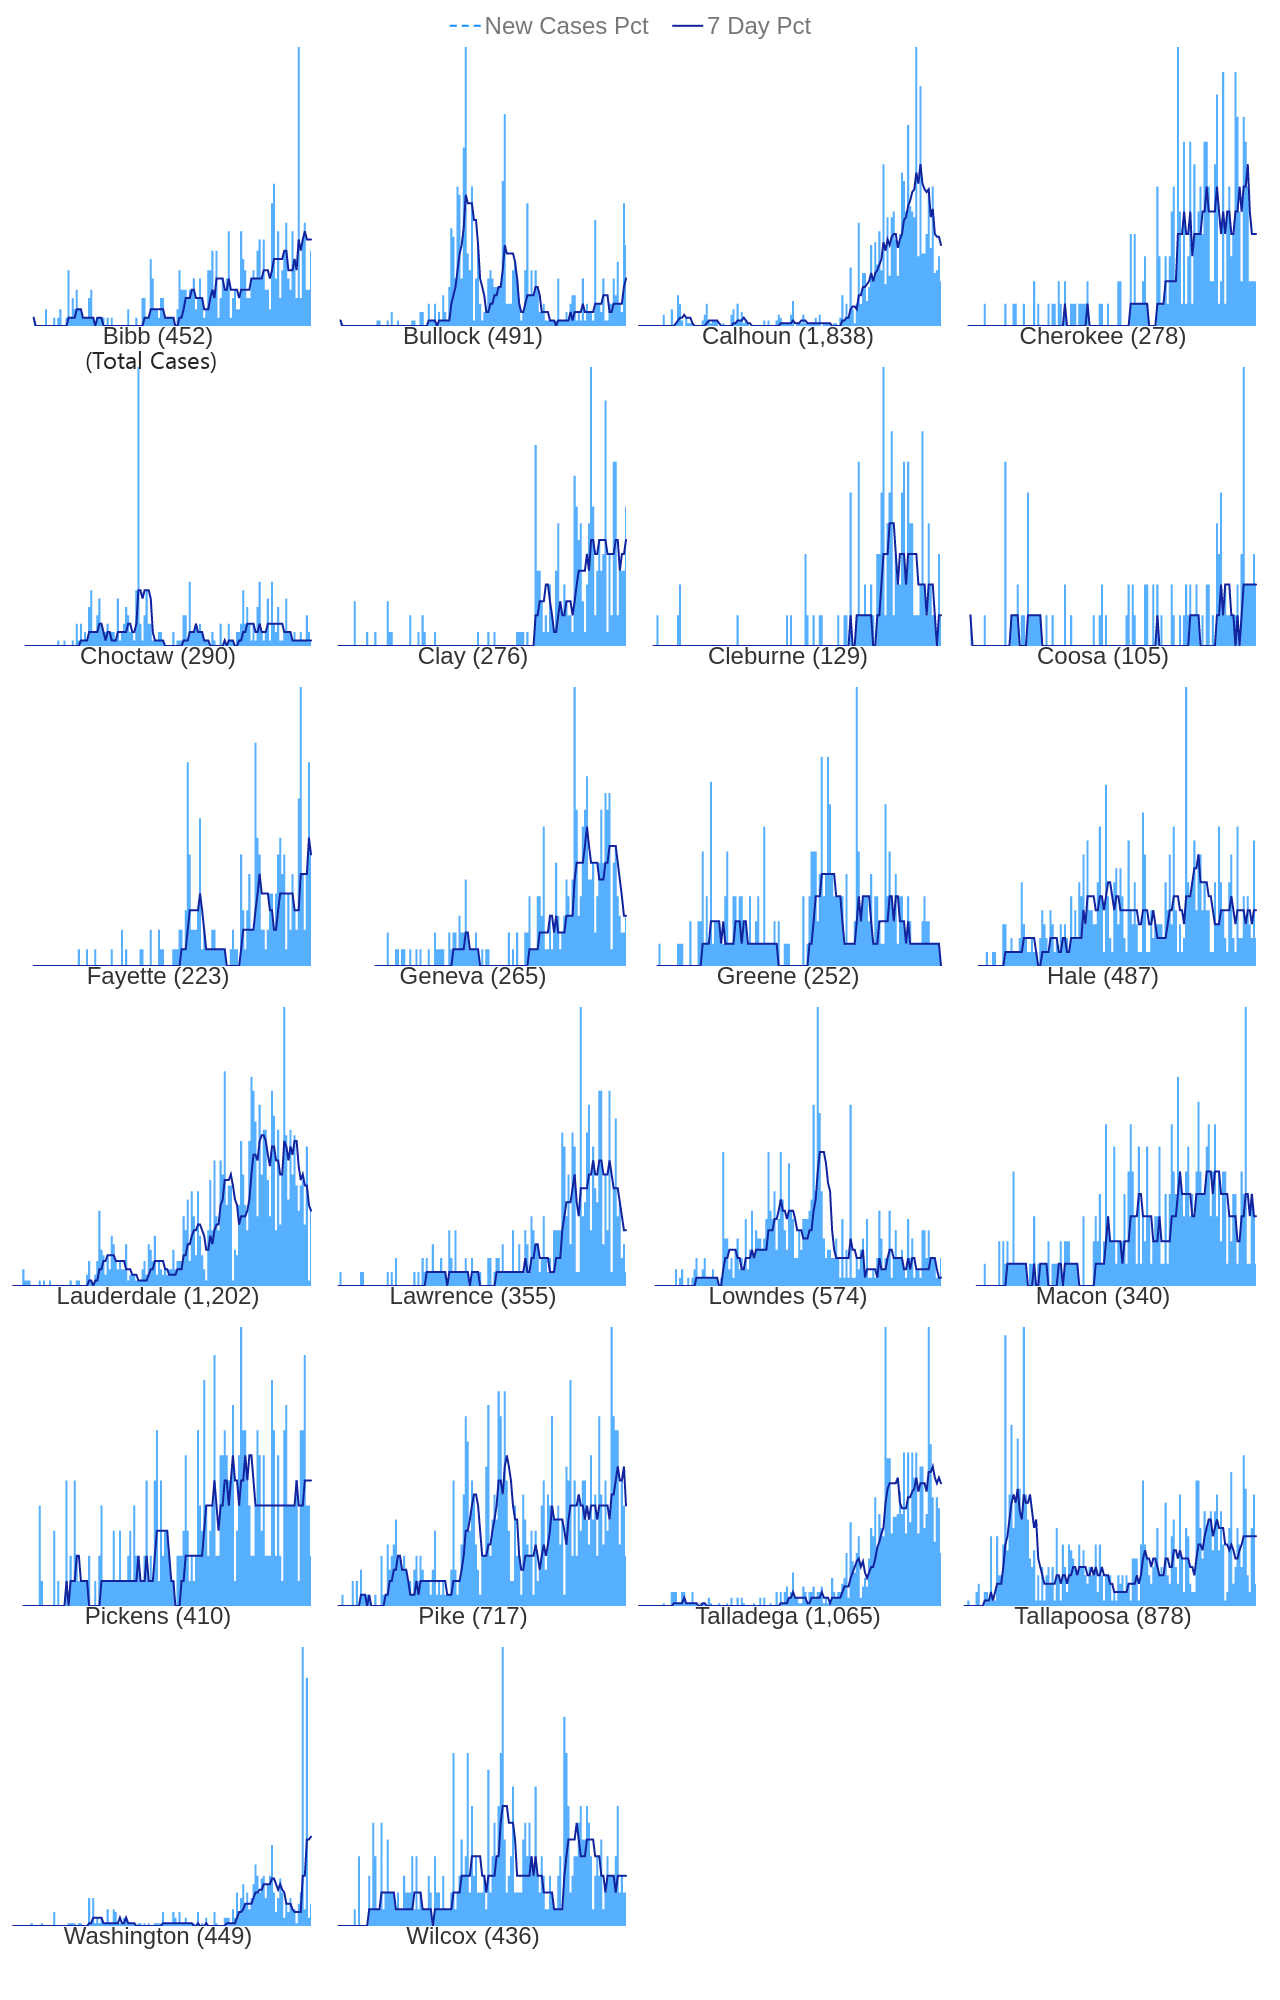 New Cases Pct 7 Day Pct
Bibb (452) Bullock (491) Calhoun (1,838) Cherokee (278)
(Total Cases)
Choctaw (290) Clay (276) Cleburne (129) Coosa (105)
Fayette (223) Geneva (265) Greene (252) Hale (487)
Lauderdale (1,202) Lawrence (355) Lowndes (574) Macon (340)
Pickens (410) Pike (717) Talladega (1,065) Tallapoosa (878)
Washington (449) Wilcox (436)